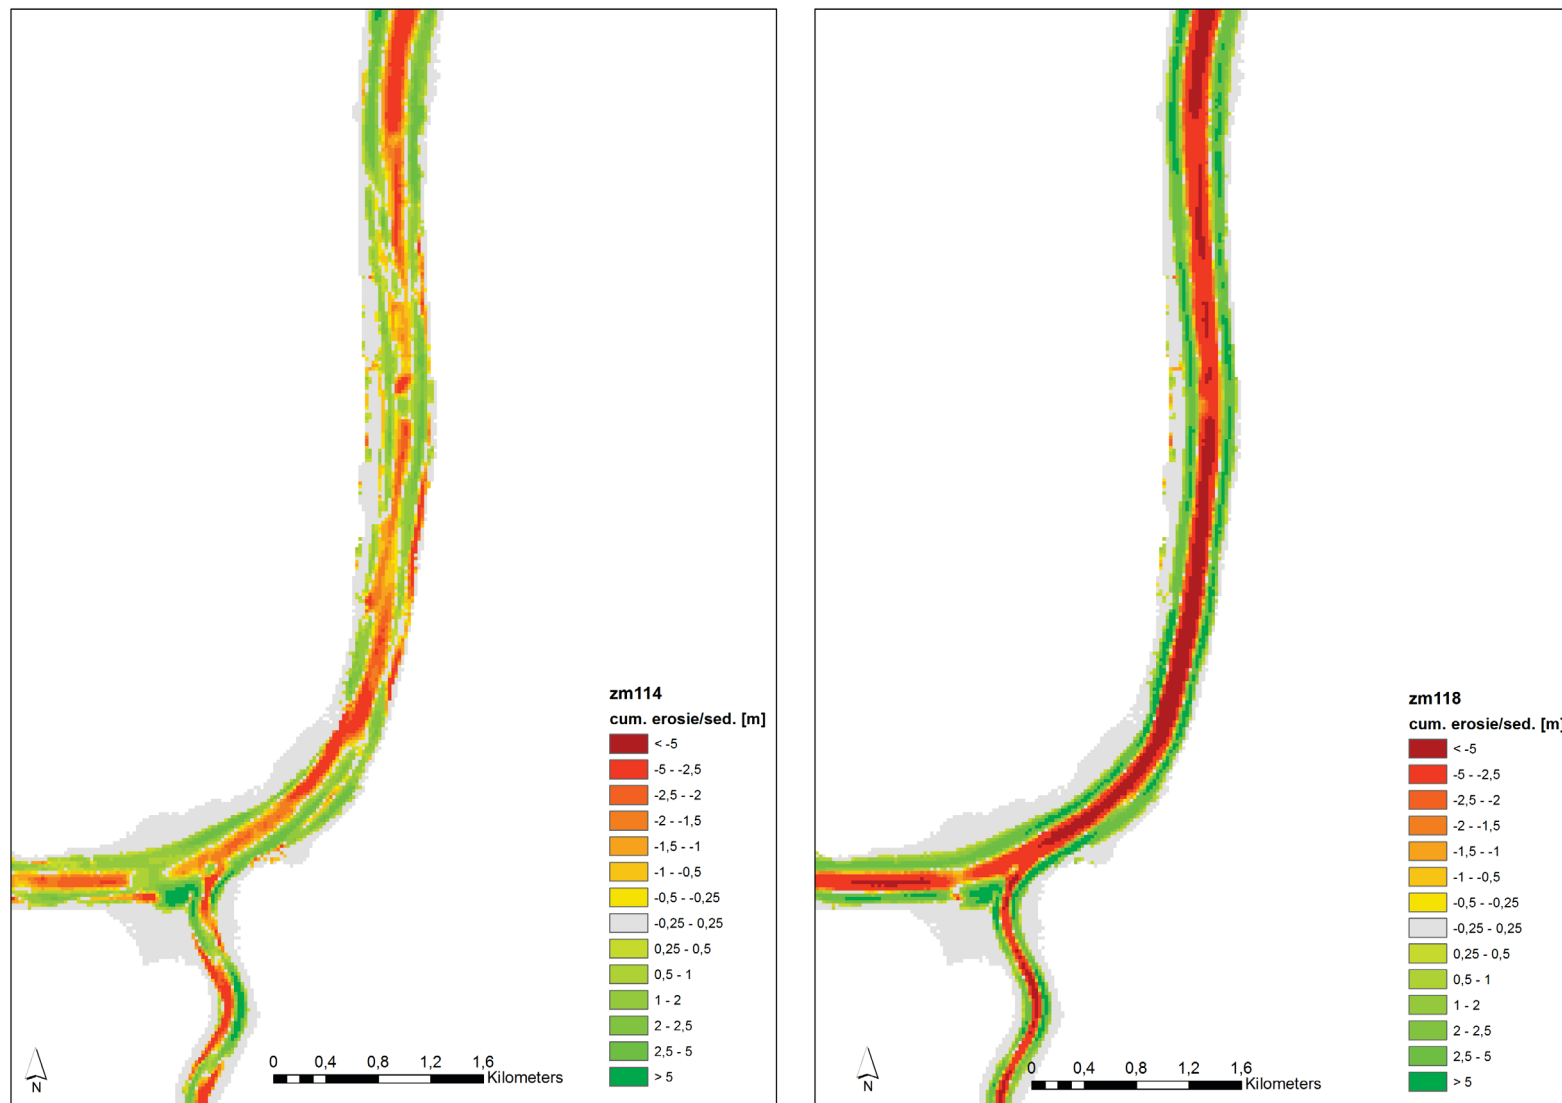 zm114
cum. erosie/sed. [m]
< -5
-5 - -2,5
-2,5 - -2
-2 - -1,5
-1,5 - -1
-1 - -0,5
-0,5 - -0,25
-0,25 - 0,25
0,25 - 0,5
0,5 - 1
1 - 2
2 - 2,5
2,5 - 5
> 5
N
0 0,4 0,8 1,2 1,6
Kilometers
zm118
cum. erosie/sed. [m]
< -5
-5 - -2,5
-2,5 - -2
-2 - -1,5
-1,5 - -1
-1 - -0,5
-0,5 - -0,25
-0,25 - 0,25
0,25 - 0,5
0,5 - 1
1 - 2
2 - 2,5
2,5 - 5
> 5
N
0 0,4 0,8 1,2 1,6
Kilometers